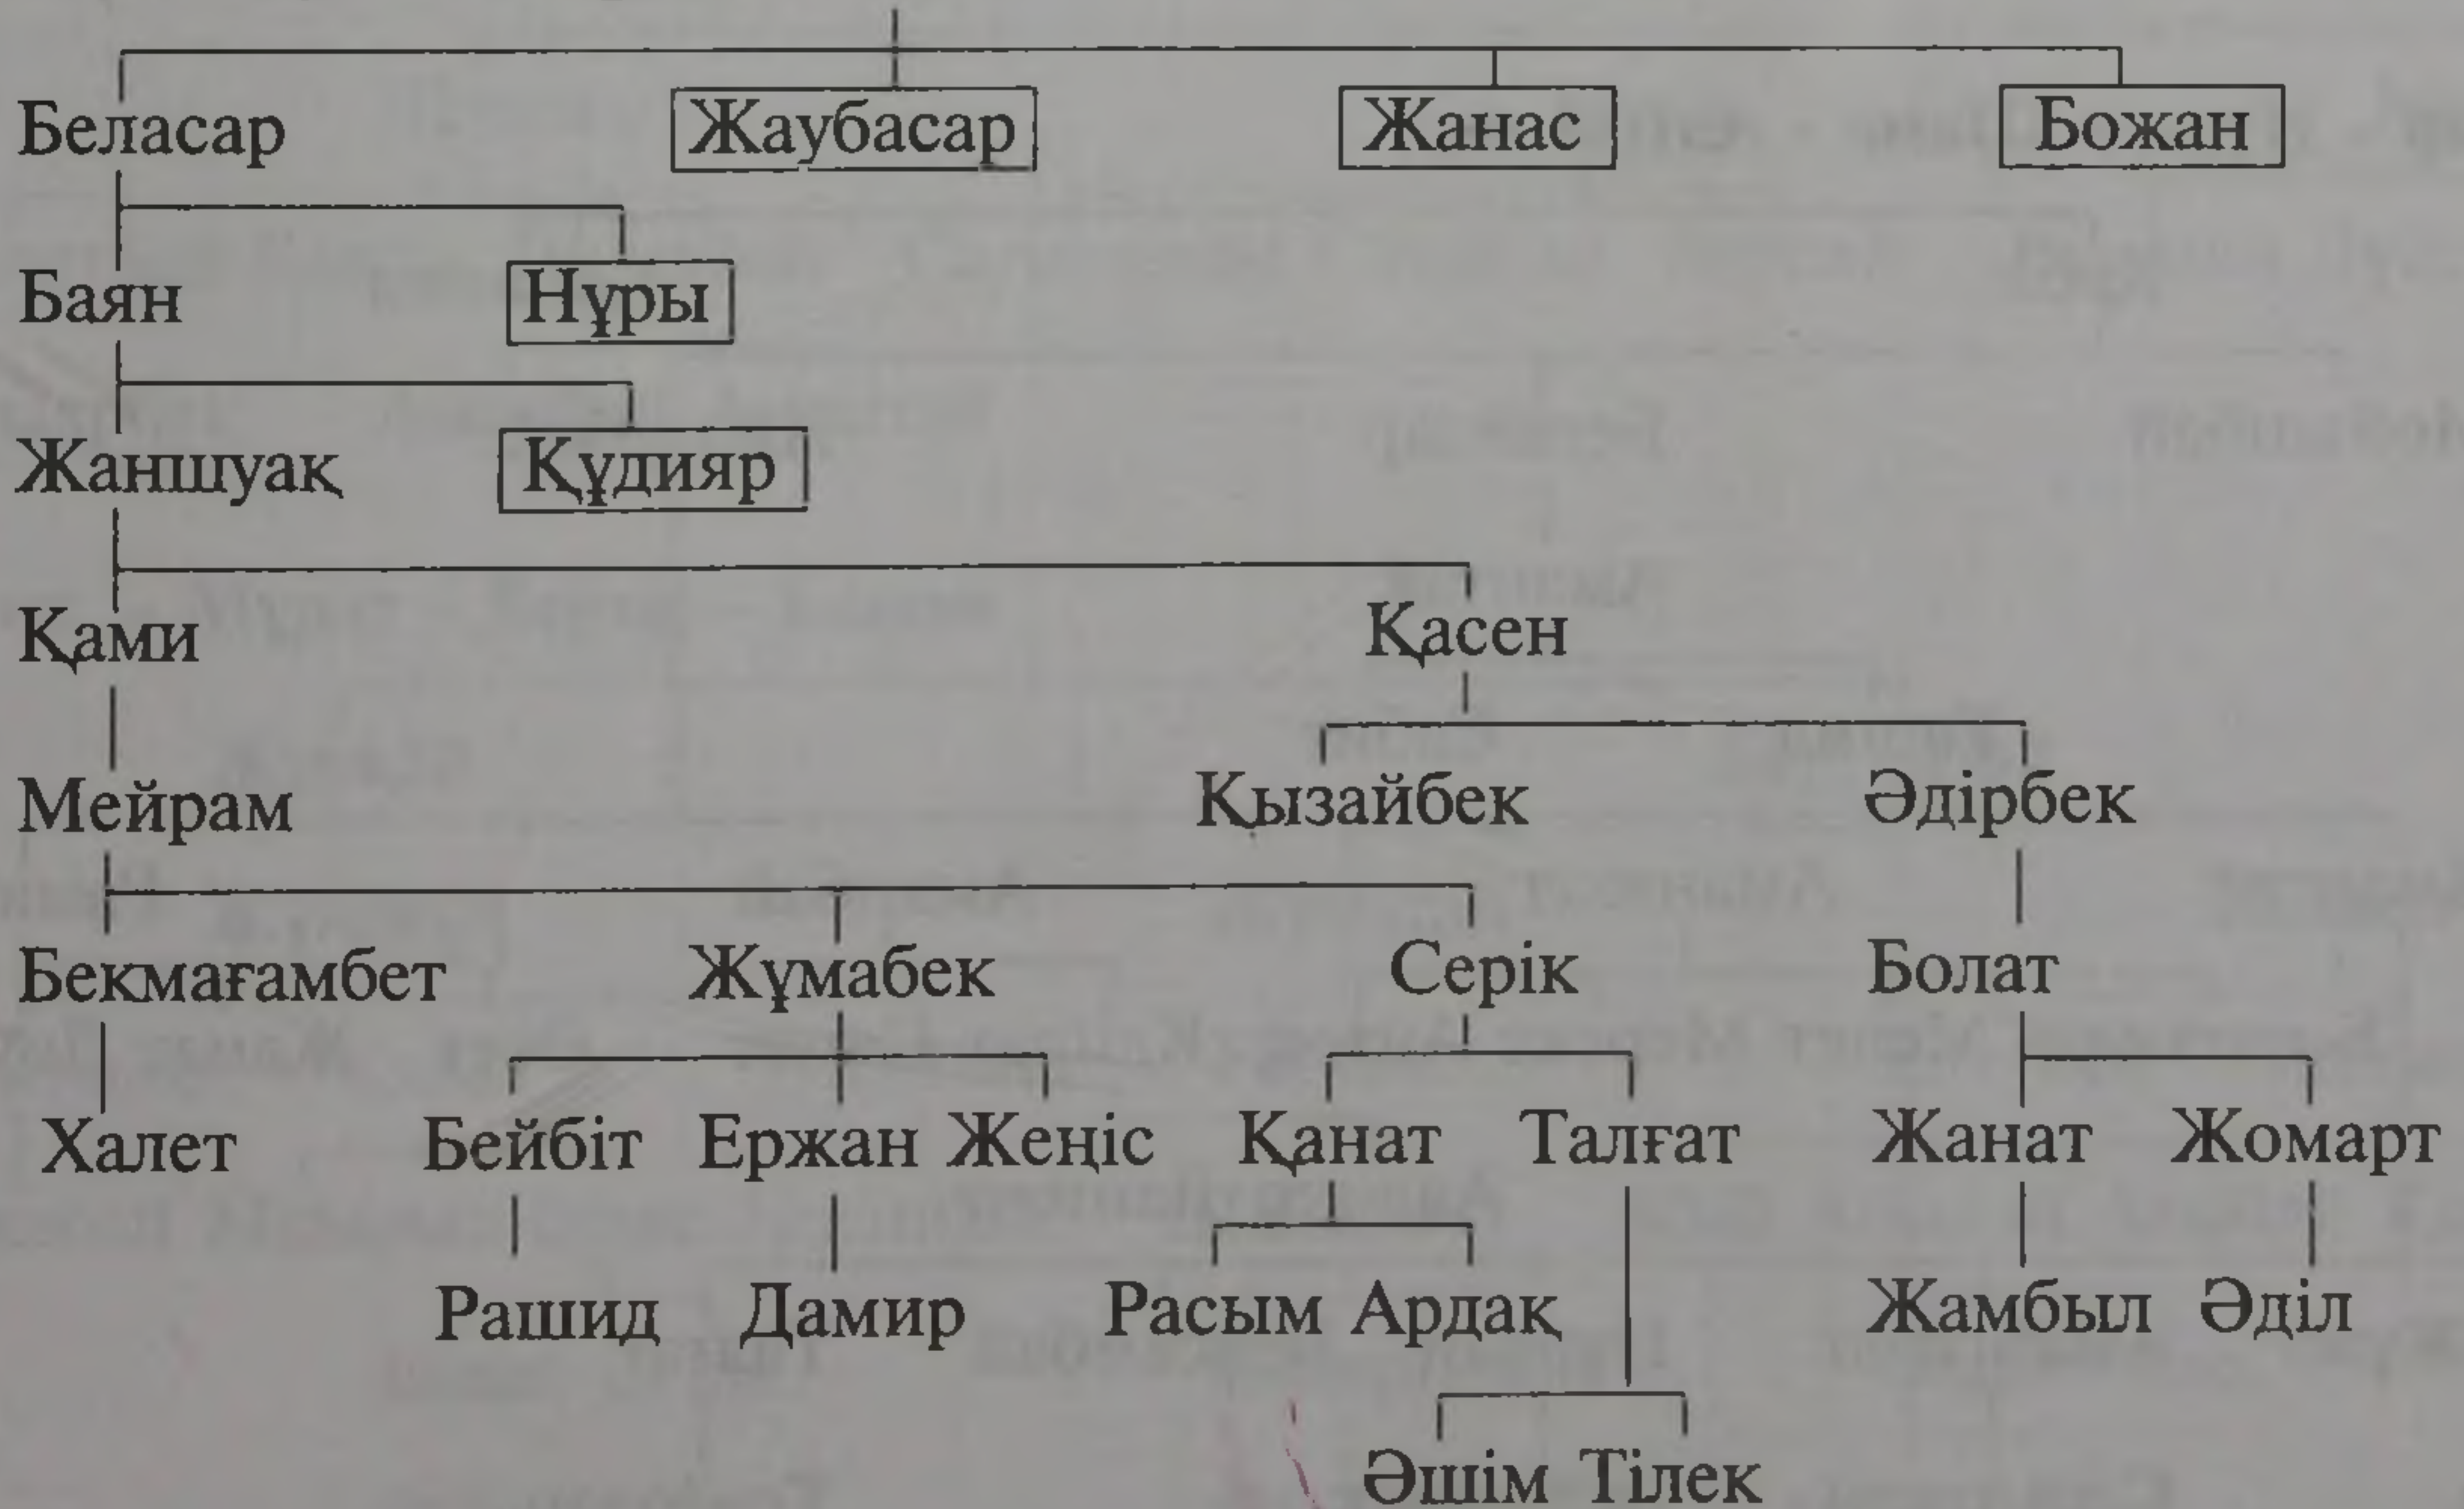 Беласар Жаубасар Жанас Божан
Баян Нұры
Жаншуақ Құдияр
Қами Қасен
Мейрам Қызайбек Әдірбек
Бекмағамбет Жұмабек Серік Болат
Халет Бейбіт Ержан Жеңіс Қанат Талғат Жанат Жомарт
Рашид Дамир Расым Ардақ Жамбыл Әділ
Әшім Тілек